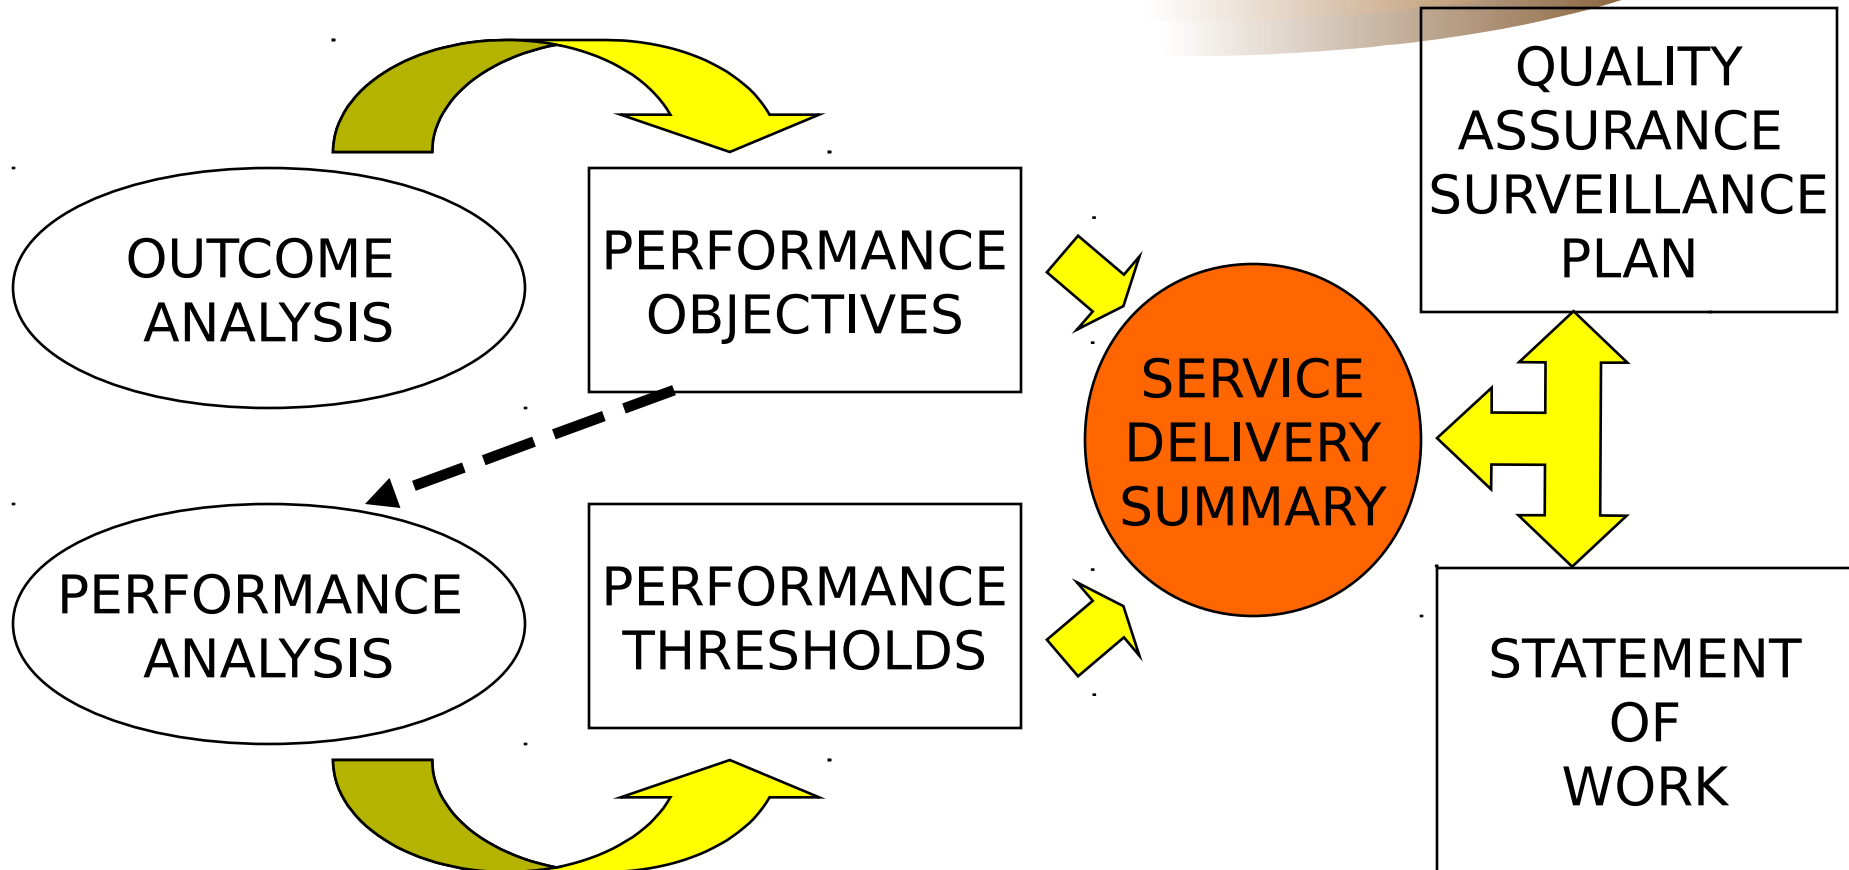 OUTCOME
ANALYSIS
PERFORMANCE
OBJECTIVES
QUALITY
ASSURANCE
SURVEILLANCE
PLAN
SERVICE
DELIVERY
SUMMARY
PERFORMANCE
ANALYSIS
PERFORMANCE
THRESHOLDS
STATEMENT
OF
WORK